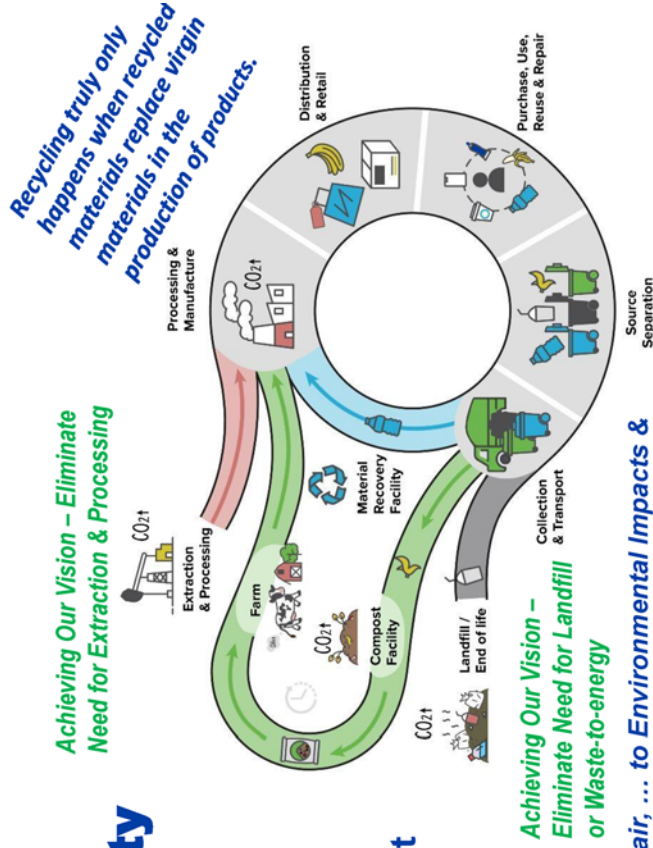 Recycling truly only
happens when recycled
materials replace virgin
materials in the
production of products.
Achieving Our Vision – Eliminate
Need for Extraction & Processing
Processing &
Manufacture
CO2↑
Distribution
& Retail
Purchase, Use,
Reuse & Repair
Source
Separation
Collection
& Transport
Material
Recovery
Facility
Extraction
& Processing
CO2↑
Farm
Compost
Facility
CO2↑
Landfill /
End of life
CO2↑
Achieving Our Vision –
Eliminate Need for Landfill
or Waste-to-energy
air, ... to Environmental Impacts &
ty
t